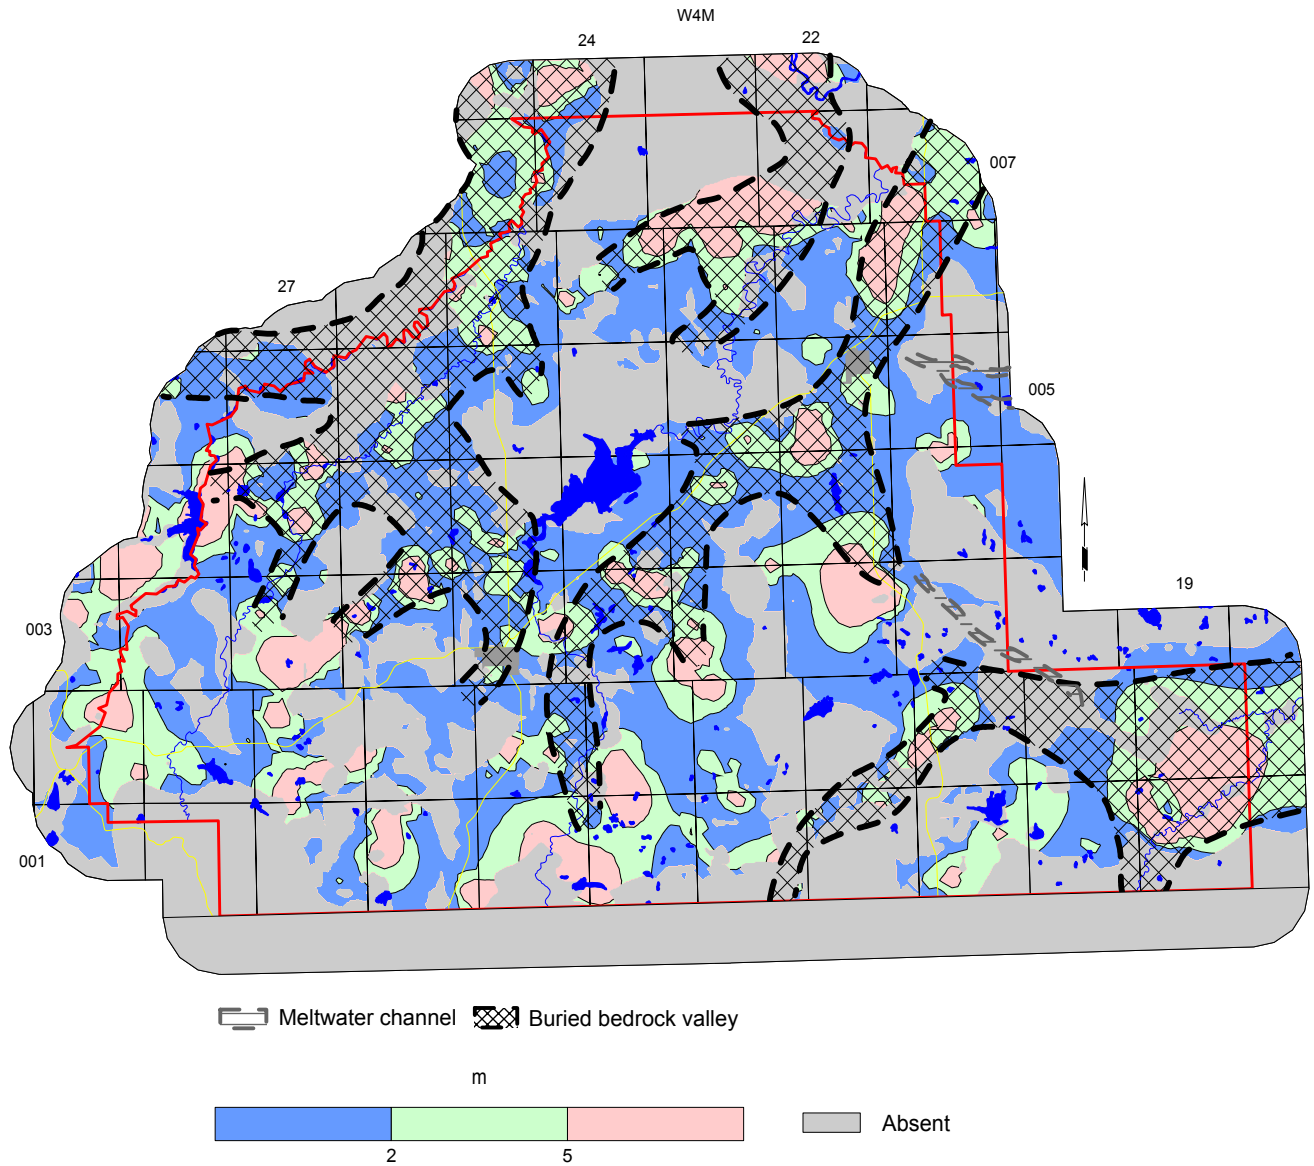 W4M
24
22
007
27
005
19
003
001
Meltwater channel
Buried bedrock valley
m
2
5
Absent